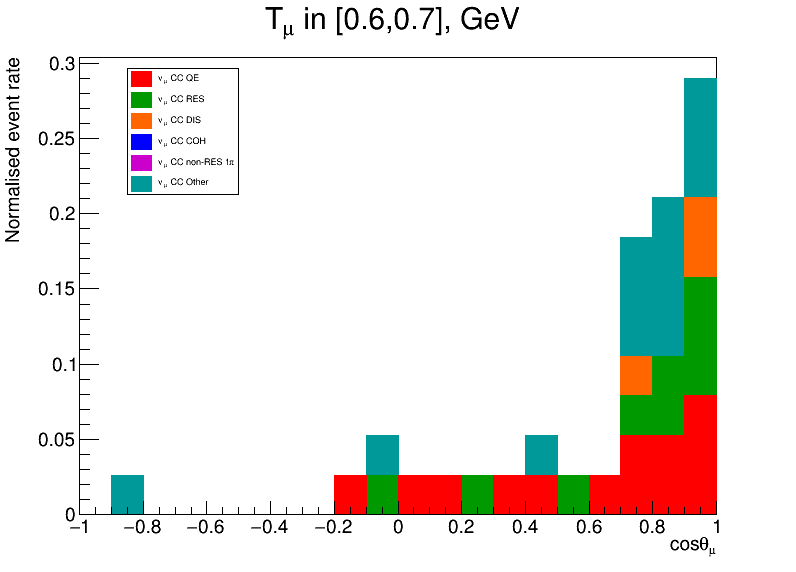 T_μ in [0.6,0.7], GeV
Normalised event rate
0.3
0.25
0.2
0.15
0.1
0.05
0
ν_μ CC QE
ν_μ CC RES
ν_μ CC DIS
ν_μ CC COH
ν_μ CC non-RES 1π
ν_μ CC Other
−1 −0.8 −0.6 −0.4 −0.2 0 0.2 0.4 0.6 0.8 1
cosθ_μ